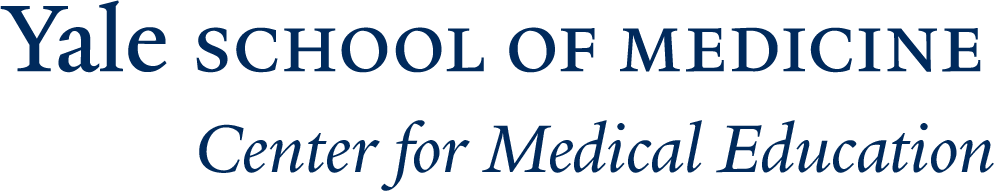 Yale SCHOOL OF MEDICINE
Center for Medical Education